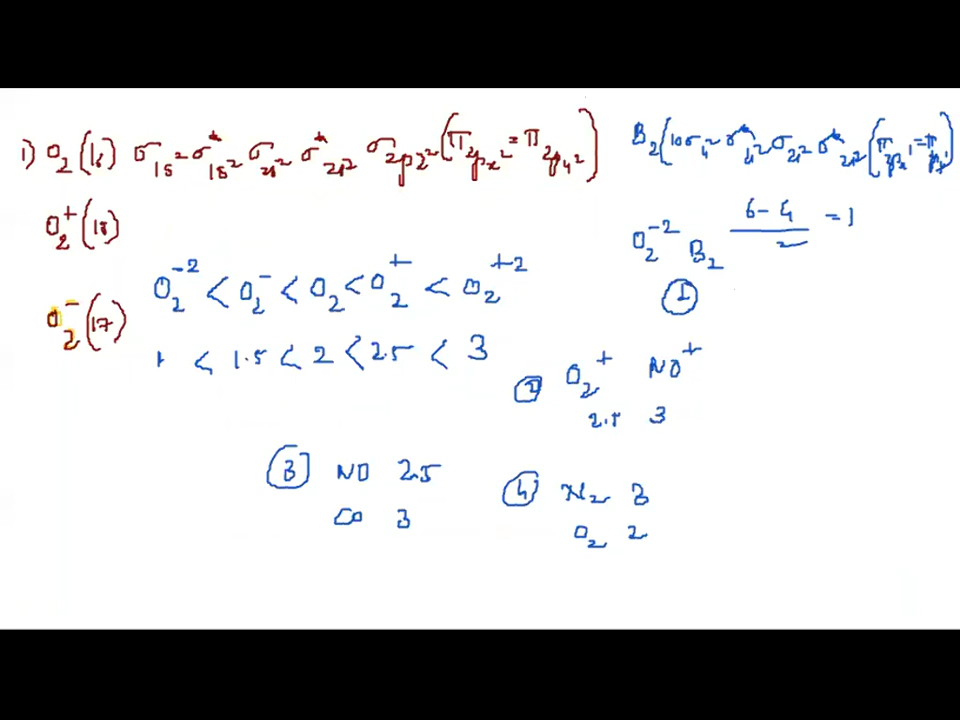 1) O₂(16) σ1s² σ*1s² σ2s² σ*2s² σ2pz² (π2px² = π2py²)
B₂(10 σ1s² σ*1s² σ2s² σ*2s² (π2px¹ = π2py¹)
O₂⁺(15)
O₂⁻² B₂ 6-4/2 = 1
①
O₂⁻² < O₂⁻ < O₂ < O₂⁺ < O₂⁺²
O₂⁻(17)
1 < 1.5 < 2 < 2.5 < 3
② O₂⁺ NO⁺
2.5 3
③ NO 2.5
CO 3
④ N₂ 3
O₂ 2